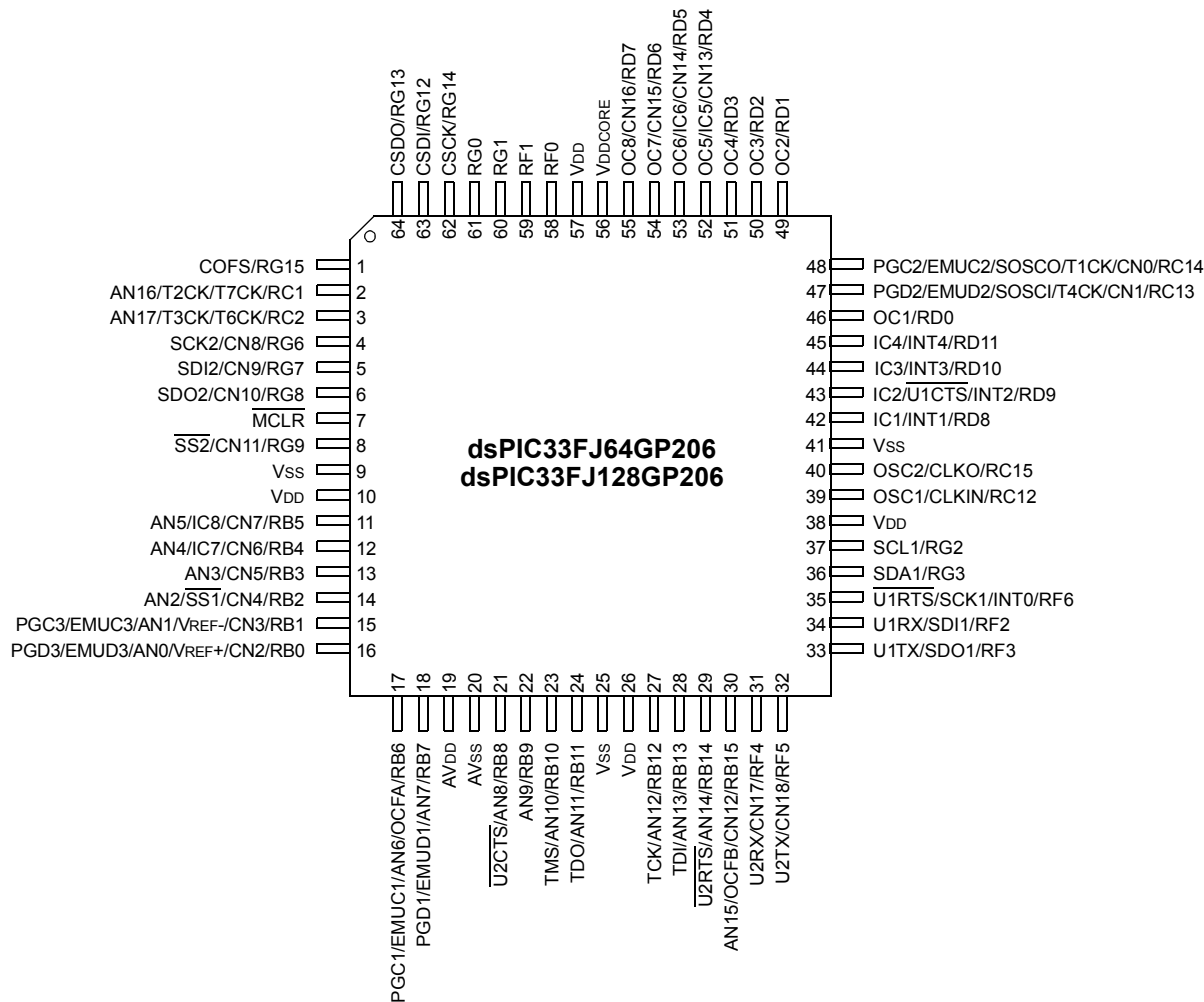 CSDO/RG13
CSDI/RG12
CSCK/RG14
RG0
RG1
RF1
RF0
VDD
VDDCORE
OC8/CN16/RD7
OC7/CN15/RD6
OC6/IC6/CN14/RD5
OC5/IC5/CN13/RD4
OC4/RD3
OC3/RD2
OC2/RD1
64
63
62
61
60
59
58
57
56
55
54
53
52
51
50
49
COFS/RG15 1
AN16/T2CK/T7CK/RC1 2
AN17/T3CK/T6CK/RC2 3
SCK2/CN8/RG6 4
SDI2/CN9/RG7 5
SDO2/CN10/RG8 6
MCLR 7
SS2/CN11/RG9 8
VSS 9
VDD 10
AN5/IC8/CN7/RB5 11
AN4/IC7/CN6/RB4 12
AN3/CN5/RB3 13
AN2/SS1/CN4/RB2 14
PGC3/EMUC3/AN1/VREF-/CN3/RB1 15
PGD3/EMUD3/AN0/VREF+/CN2/RB0 16
dsPIC33FJ64GP206
dsPIC33FJ128GP206
48 PGC2/EMUC2/SOSCO/T1CK/CN0/RC14
47 PGD2/EMUD2/SOSCI/T4CK/CN1/RC13
46 OC1/RD0
45 IC4/INT4/RD11
44 IC3/INT3/RD10
43 IC2/U1CTS/INT2/RD9
42 IC1/INT1/RD8
41 VSS
40 OSC2/CLKO/RC15
39 OSC1/CLKIN/RC12
38 VDD
37 SCL1/RG2
36 SDA1/RG3
35 U1RTS/SCK1/INT0/RF6
34 U1RX/SDI1/RF2
33 U1TX/SDO1/RF3
17
18
19
20
21
22
23
24
25
26
27
28
29
30
31
32
PGC1/EMUC1/AN6/OCFA/RB6
PGD1/EMUD1/AN7/RB7
AVDD
AVSS
U2CTS/AN8/RB8
AN9/RB9
TMS/AN10/RB10
TDO/AN11/RB11
VSS
VDD
TCK/AN12/RB12
TDI/AN13/RB13
U2RTS/AN14/RB14
AN15/OCFB/CN12/RB15
U2RX/CN17/RF4
U2TX/CN18/RF5